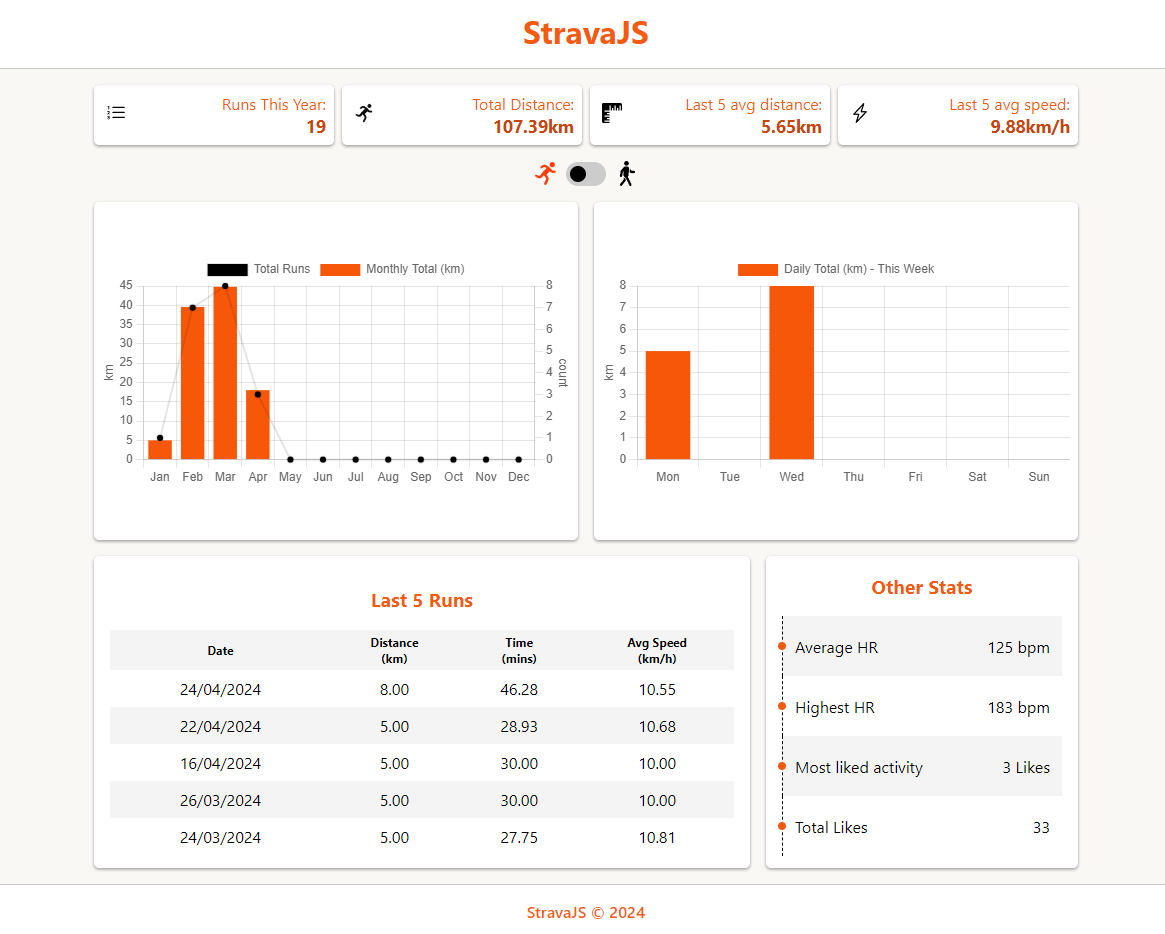 StravaJS
Runs This Year:
19
Total Distance:
107.39km
Last 5 avg distance:
5.65km
Last 5 avg speed:
9.88km/h
Total Runs Monthly Total (km)
45
40
35
30
25
20
15
10
5
0
km
8
7
6
5
4
3
2
1
0
count
Jan Feb Mar Apr May Jun Jul Aug Sep Oct Nov Dec
Daily Total (km) - This Week
8
7
6
5
4
3
2
1
0
km
Mon Tue Wed Thu Fri Sat Sun
Last 5 Runs
Date Distance (km) Time (mins) Avg Speed (km/h)
24/04/2024 8.00 46.28 10.55
22/04/2024 5.00 28.93 10.68
16/04/2024 5.00 30.00 10.00
26/03/2024 5.00 30.00 10.00
24/03/2024 5.00 27.75 10.81
Other Stats
Average HR 125 bpm
Highest HR 183 bpm
Most liked activity 3 Likes
Total Likes 33
StravaJS © 2024